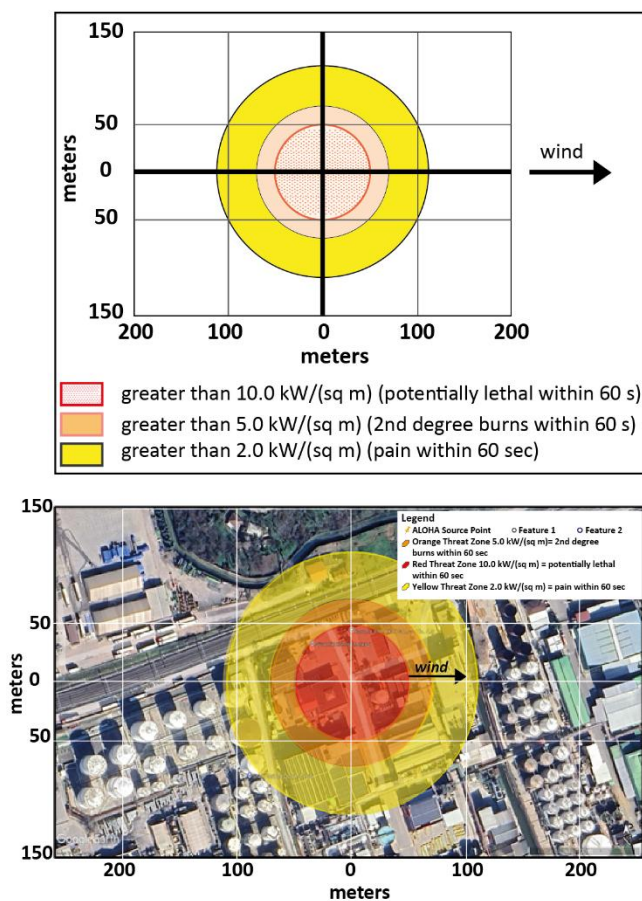 150
50
0
50
150
meters
200
100
0
100
200
meters
wind
greater than 10.0 kW/(sq m) (potentially lethal within 60 s)
greater than 5.0 kW/(sq m) (2nd degree burns within 60 s)
greater than 2.0 kW/(sq m) (pain within 60 sec)
150
50
0
50
150
meters
Legend
ALOHA Source Point Feature 1 Feature 2
Orange Threat Zone 5.0 kW/(sq m)= 2nd degree
burns within 60 sec
Red Threat Zone 10.0 kW/(sq m) = potentially lethal
within 60 sec
Yellow Threat Zone 2.0 kW/(sq m) = pain within 60 sec
wind
200
100
0
100
200
meters